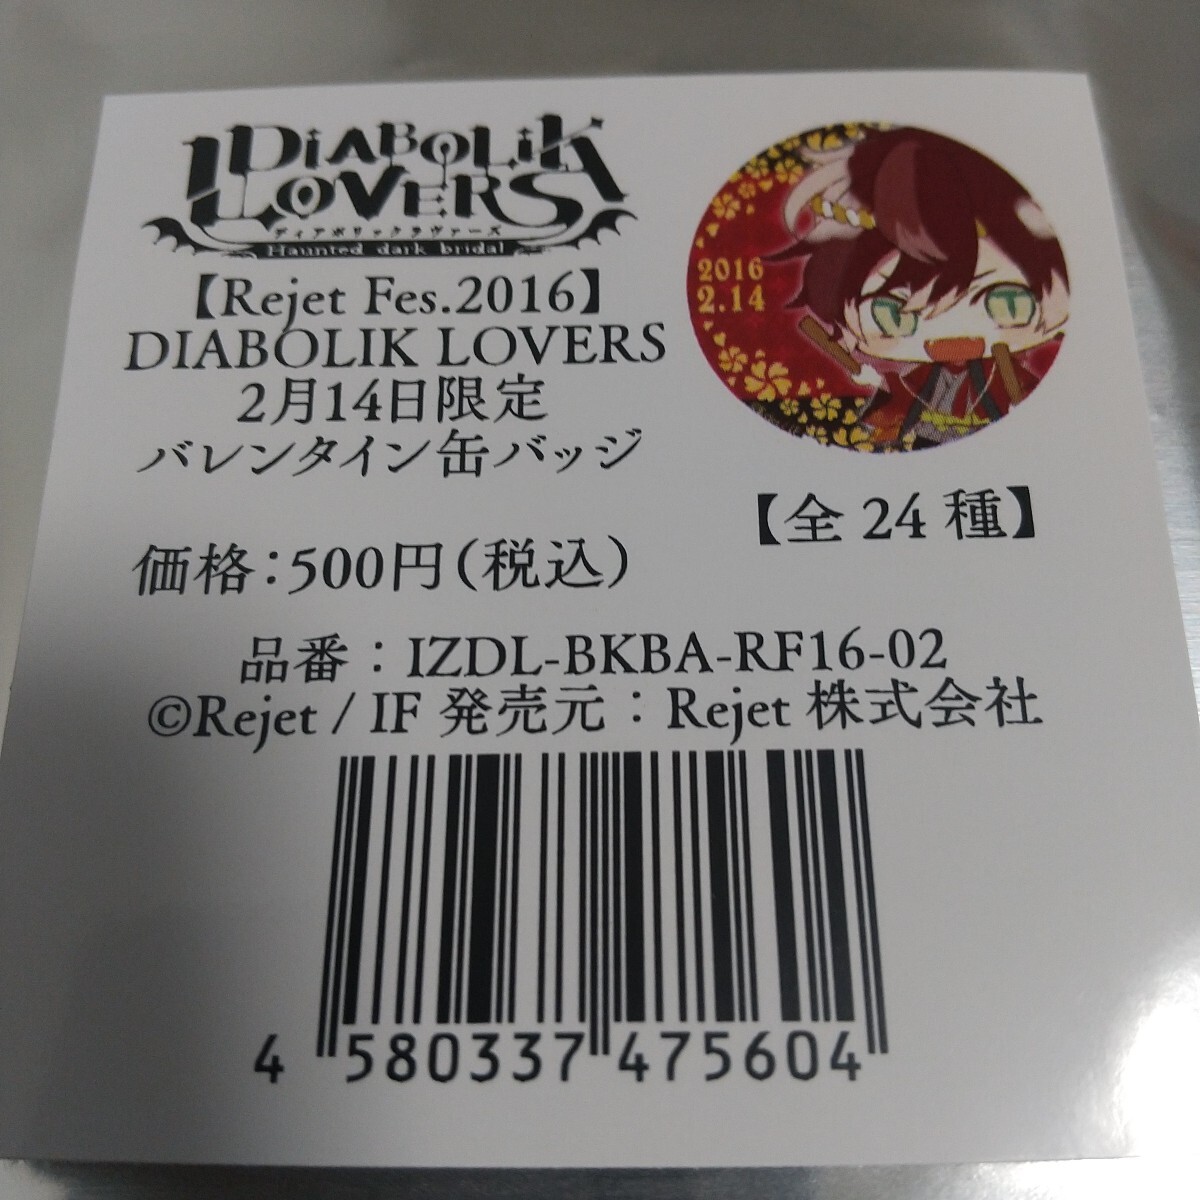 DIABOLIK
LOVERS
ディアボリックラヴァーズ
Haunted dark bridal
【Rejet Fes.2016】
DIABOLIK LOVERS
2月14日限定
バレンタイン缶バッジ
2016
2.14
【全24種】
価格:500円(税込)
品番：IZDL-BKBA-RF16-02
©Rejet / IF 発売元：Rejet 株式会社
4 580337 475604